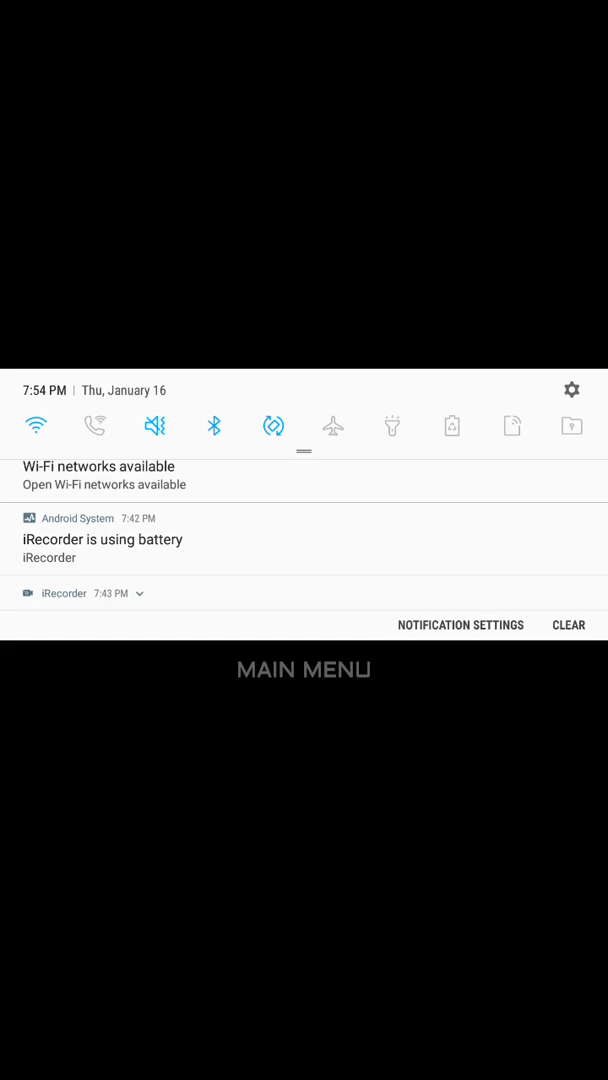 7:54 PM | Thu, January 16
Wi-Fi networks available
Open Wi-Fi networks available
Android System 7:42 PM
iRecorder is using battery
iRecorder
iRecorder 7:43 PM
NOTIFICATION SETTINGS CLEAR
MAIN MENU